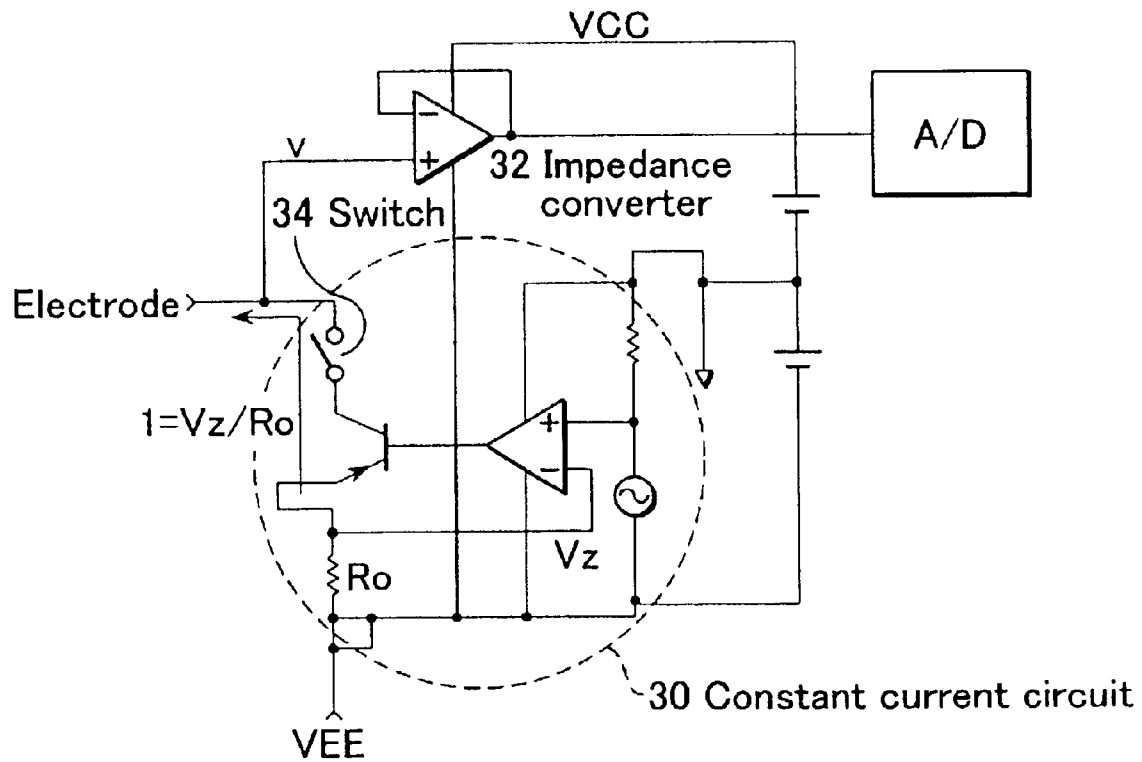 VCC
A/D
v
32 Impedance
converter
34 Switch
Electrode
1=Vz/Ro
Vz
Ro
30 Constant current circuit
VEE